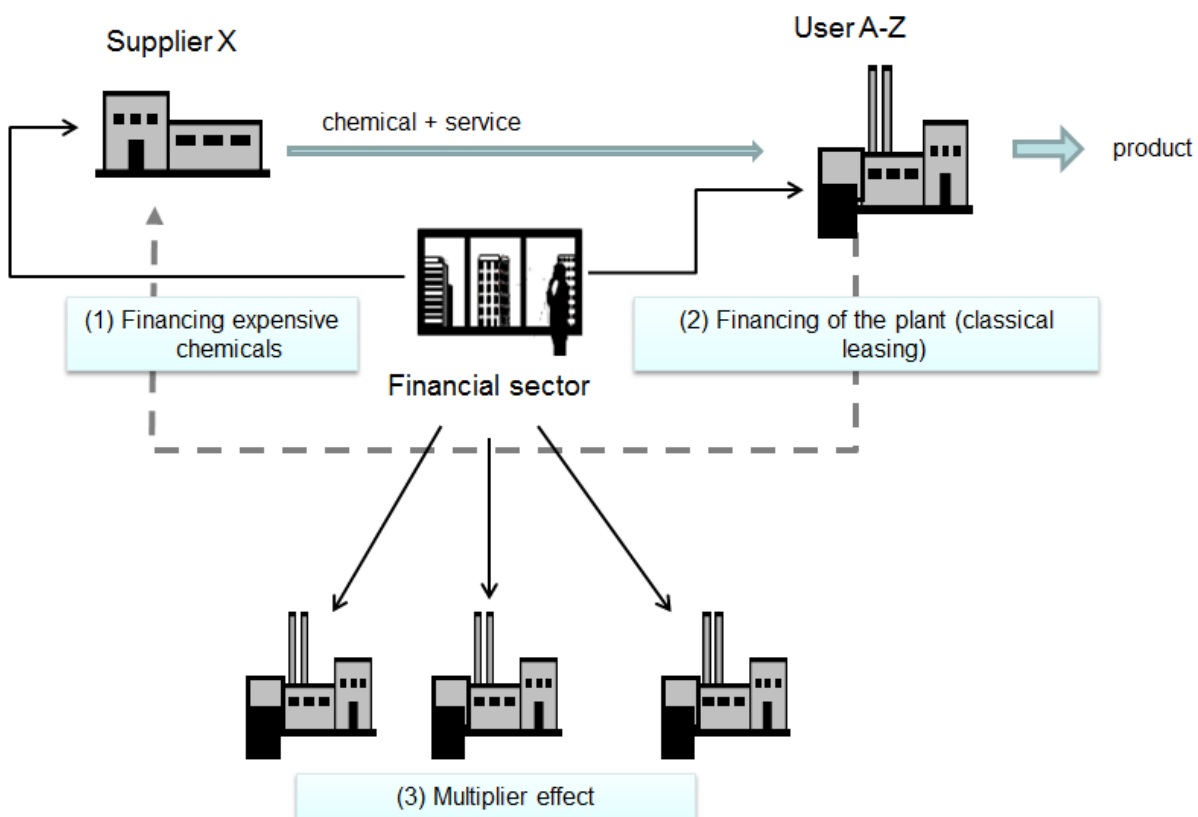 Supplier X
User A-Z
chemical + service
product
(1) Financing expensive
chemicals
(2) Financing of the plant (classical
leasing)
Financial sector
(3) Multiplier effect